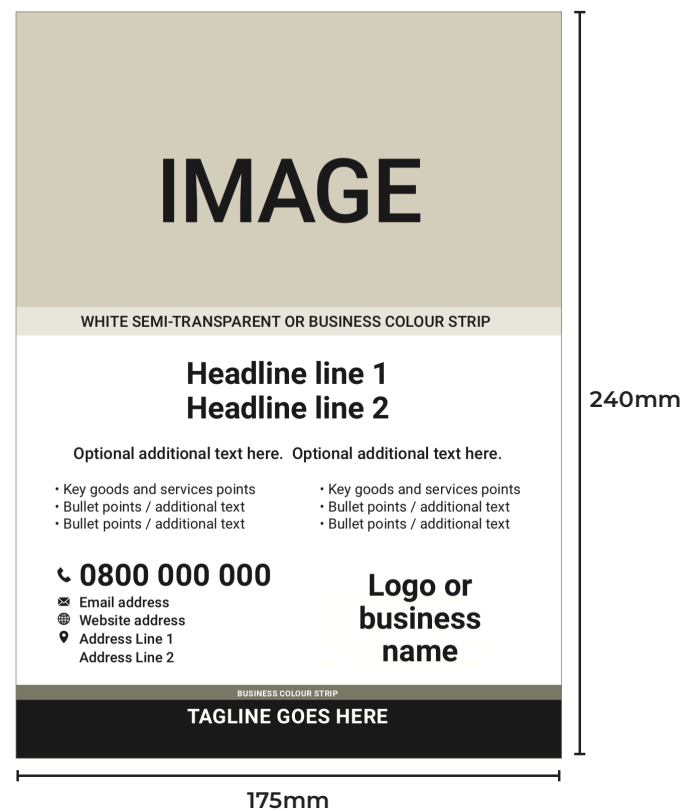 IMAGE
WHITE SEMI-TRANSPARENT OR BUSINESS COLOUR STRIP
Headline line 1
Headline line 2
Optional additional text here.  Optional additional text here.
• Key goods and services points
• Bullet points / additional text
• Bullet points / additional text
• Key goods and services points
• Bullet points / additional text
• Bullet points / additional text
0800 000 000
Email address
Website address
Address Line 1
Address Line 2
Logo or
business
name
BUSINESS COLOUR STRIP
TAGLINE GOES HERE
240mm
175mm